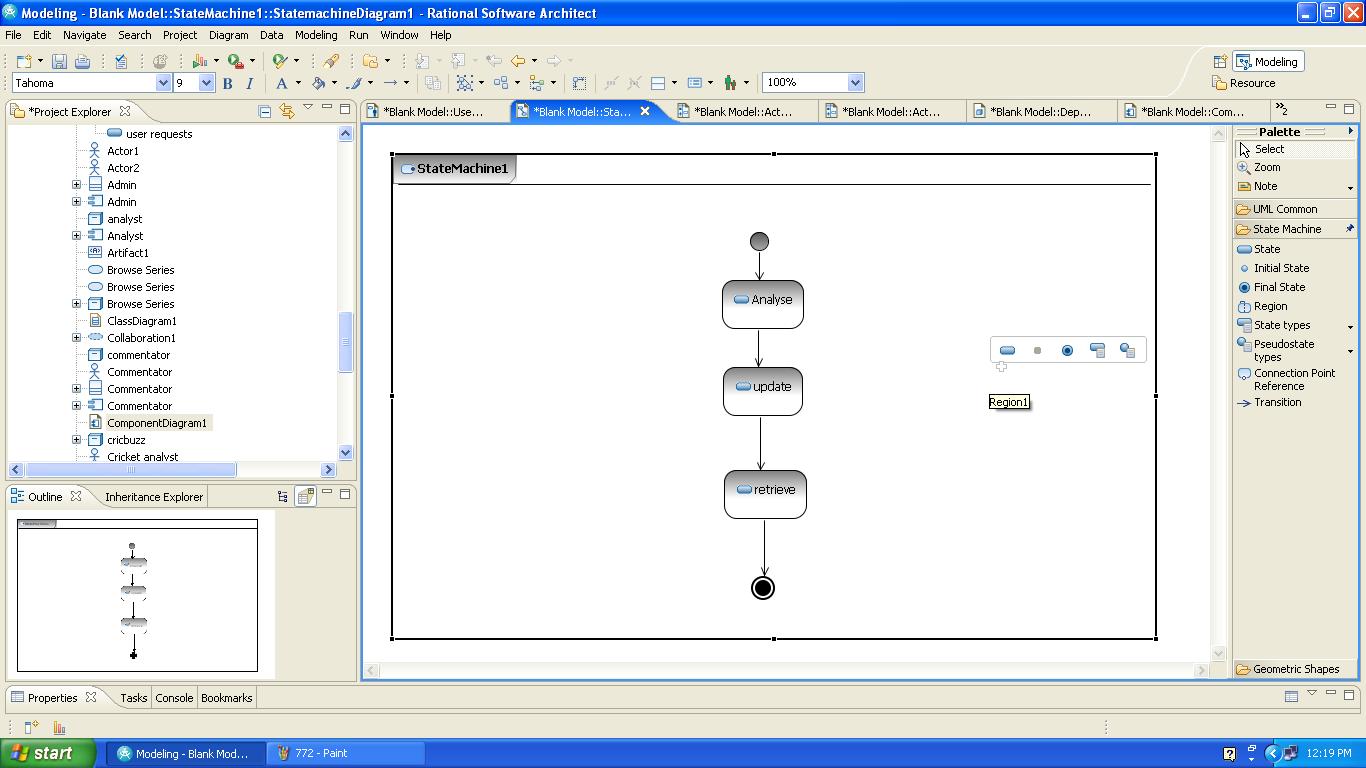 Modeling - Blank Model::StateMachine1::StatemachineDiagram1 - Rational Software Architect
File Edit Navigate Search Project Diagram Data Modeling Run Window Help
Modeling
Tahoma 9 B I A 100%
Resource
*Project Explorer
*Blank Model::Use... *Blank Model::Sta... *Blank Model::Act... *Blank Model::Act... *Blank Model::Dep... *Blank Model::Com... »2
user requests
Actor1
Actor2
Admin
Admin
analyst
Analyst
Artifact1
Browse Series
Browse Series
Browse Series
ClassDiagram1
Collaboration1
commentator
Commentator
Commentator
Commentator
ComponentDiagram1
cricbuzz
Cricket analyst
Outline Inheritance Explorer
StateMachine1
Analyse
update
retrieve
Region1
Palette
Select
Zoom
Note
UML Common
State Machine
State
Initial State
Final State
Region
State types
Pseudostate
types
Connection Point
Reference
Transition
Geometric Shapes
Properties Tasks Console Bookmarks
start Modeling - Blank Mod... 772 - Paint 12:19 PM